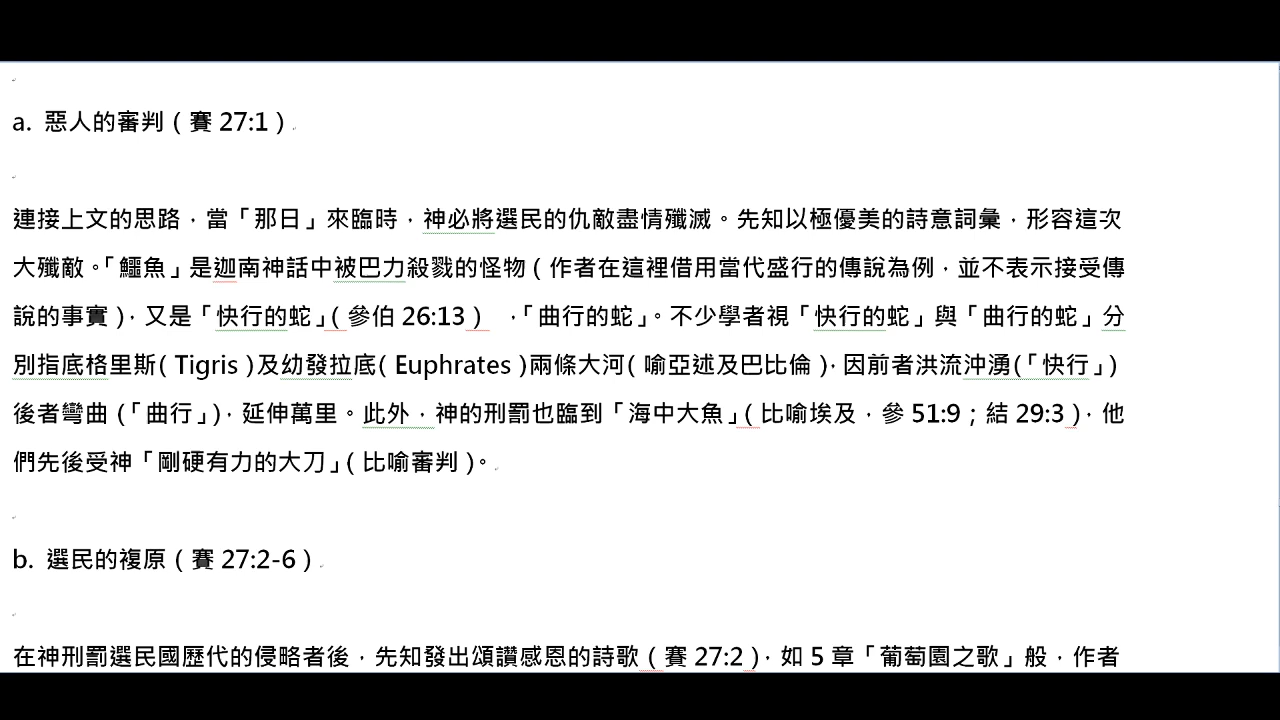 a. 惡人的審判（賽 27:1）
連接上文的思路，當「那日」來臨時，神必將選民的仇敵盡情殲滅。先知以極優美的詩意詞彙，形容這次
大殲敵。「鱷魚」是迦南神話中被巴力殺戮的怪物（作者在這裡借用當代盛行的傳說為例，並不表示接受傳
說的事實），又是「快行的蛇」（參伯 26:13），「曲行的蛇」。不少學者視「快行的蛇」與「曲行的蛇」分
別指底格里斯（Tigris）及幼發拉底（Euphrates）兩條大河（喻亞述及巴比倫），因前者洪流沖湧（「快行」）
後者彎曲（「曲行」），延伸萬里。此外，神的刑罰也臨到「海中大魚」（比喻埃及，參 51:9；結 29:3），他
們先後受神「剛硬有力的大刀」（比喻審判）。
b. 選民的複原（賽 27:2-6）
在神刑罰選民國歷代的侵略者後，先知發出頌讚感恩的詩歌（賽 27:2），如 5 章「葡萄園之歌」般，作者